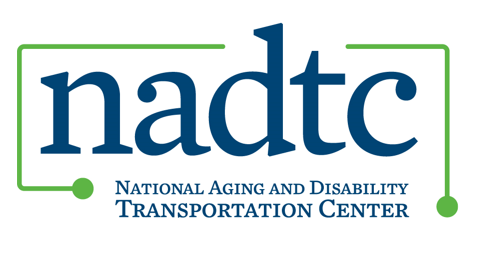 nadtc
National Aging and Disability
Transportation Center